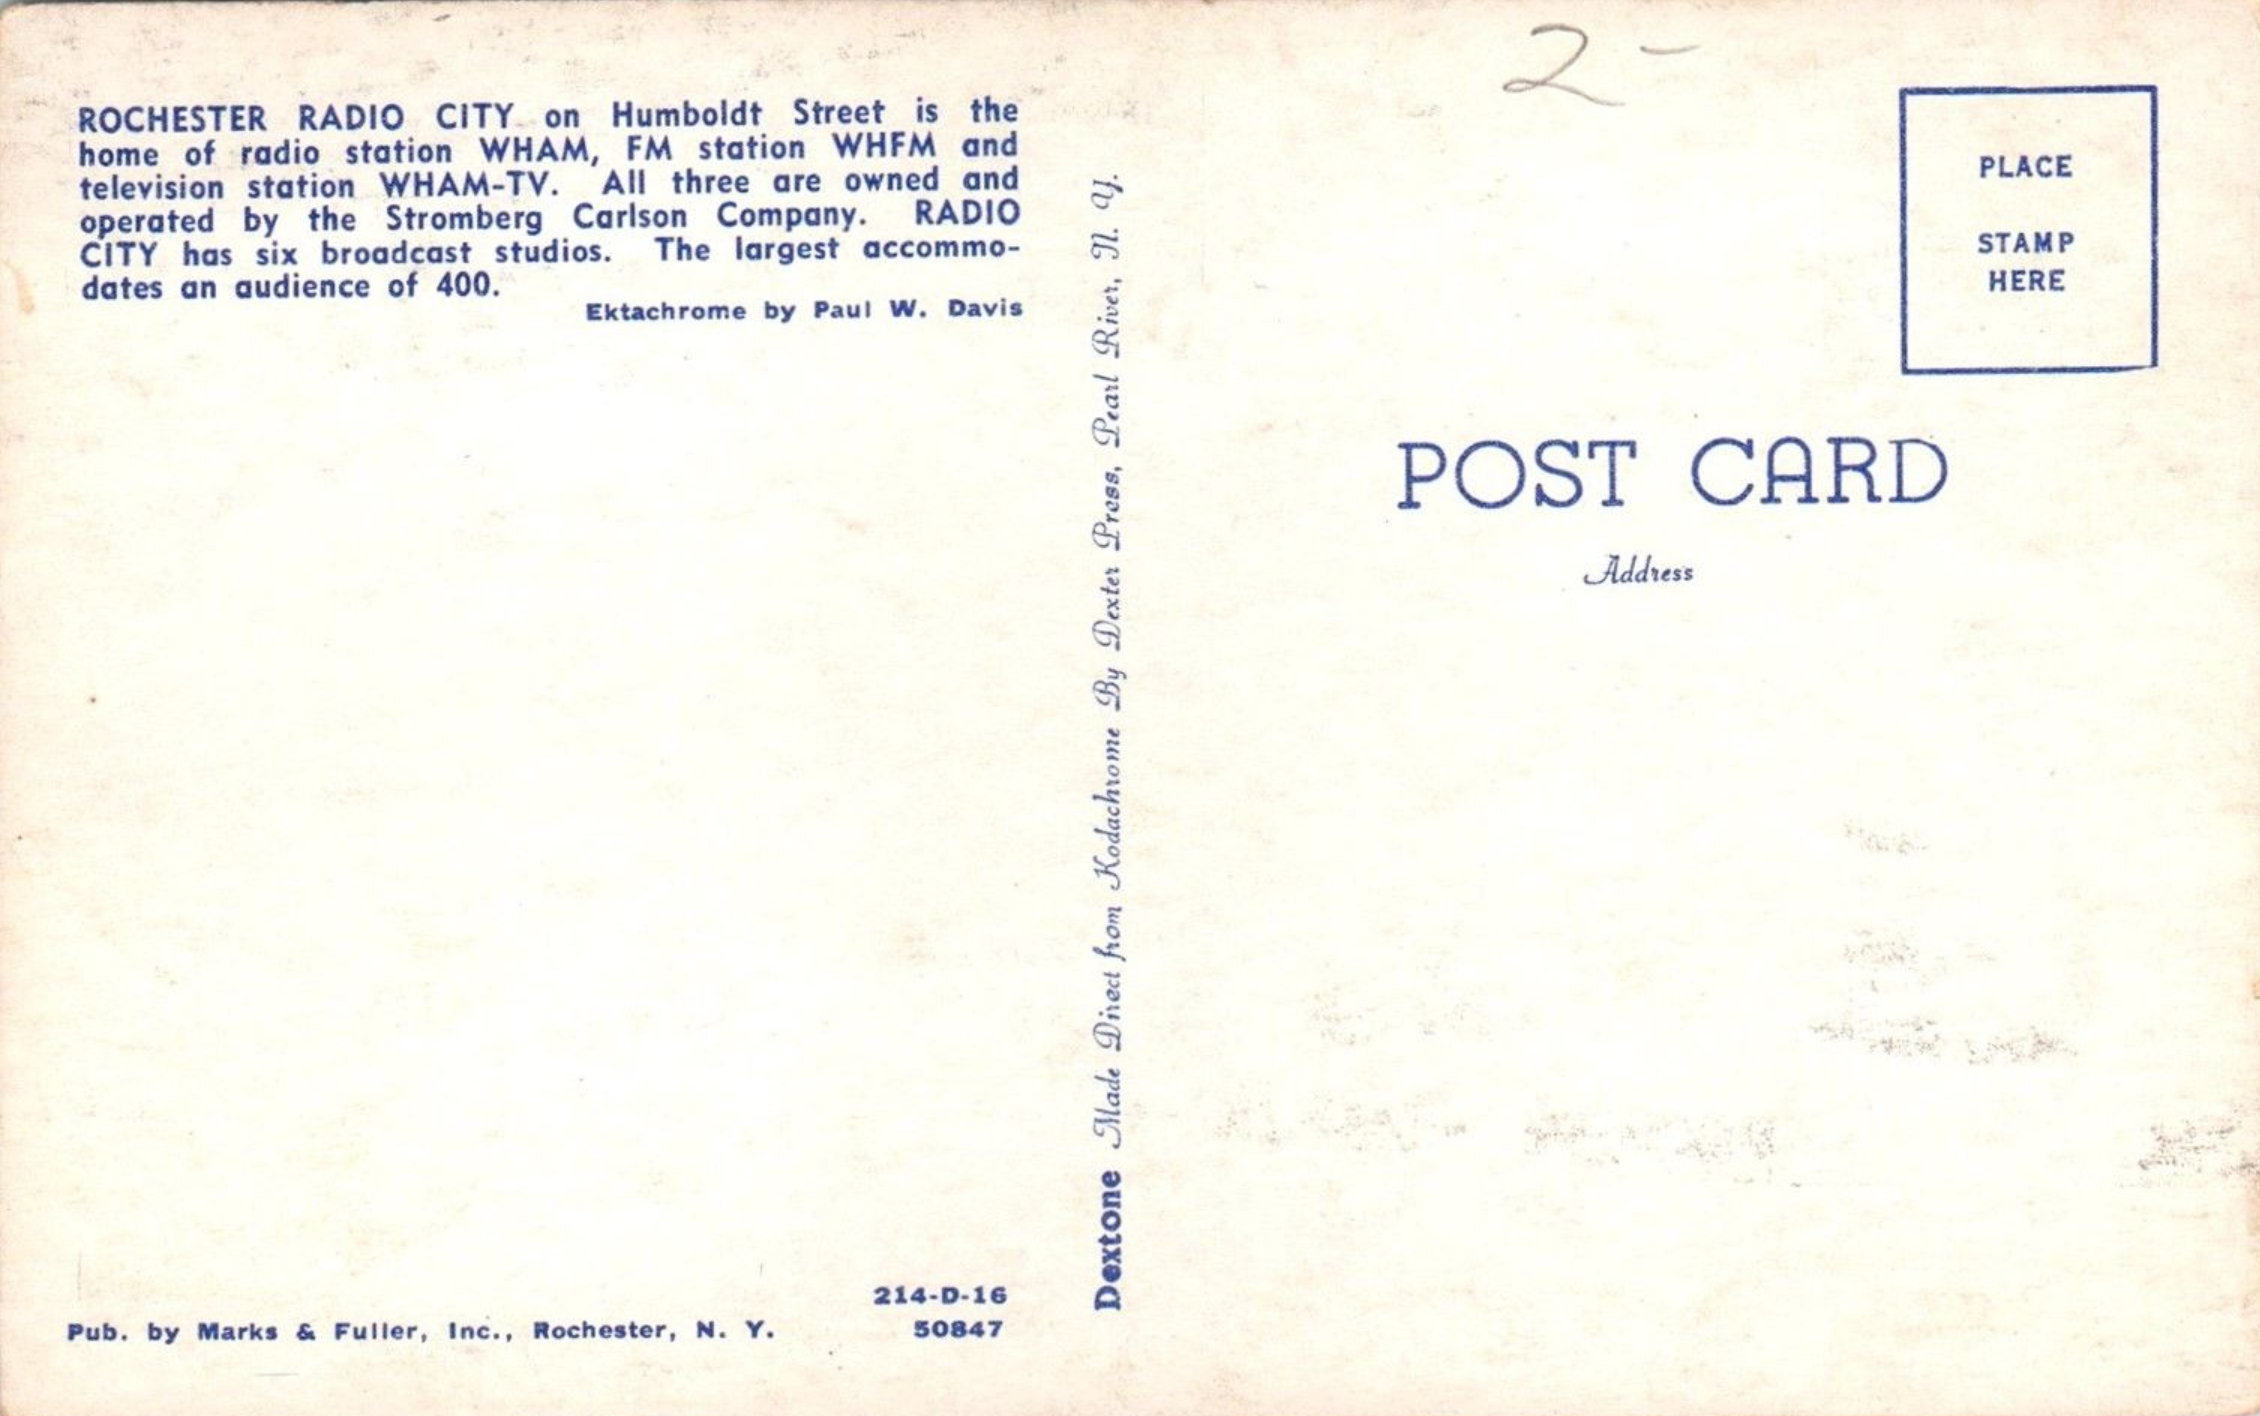 ROCHESTER RADIO CITY on Humboldt Street is the
home of radio station WHAM, FM station WHFM and
television station WHAM-TV. All three are owned and
operated by the Stromberg Carlson Company. RADIO
CITY has six broadcast studios. The largest accommo-
dates an audience of 400.
Ektachrome by Paul W. Davis
214-D-16
Pub. by Marks & Fuller, Inc., Rochester, N. Y. 50847
Dextone Made Direct from Kodachrome By Dexter Press, Pearl River, N. Y.
2 -
PLACE
STAMP
HERE
POST CARD
Address